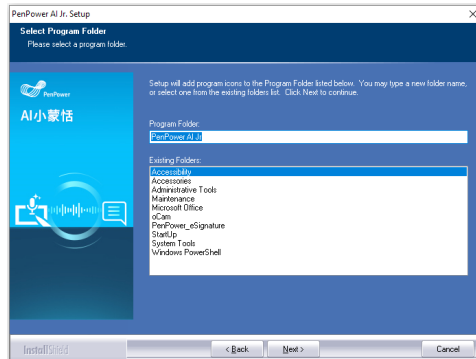 PenPower AI Jr. Setup
Select Program Folder
Please select a program folder.
PenPower
AI小蒙恬
Setup will add program icons to the Program Folder listed below. You may type a new folder name,
or select one from the existing folders list. Click Next to continue.
Program Folder:
PenPower AI Jr
Existing Folders:
Accessibility
Accessories
Administrative Tools
Maintenance
Microsoft Office
oCam
PenPower_eSignature
StartUp
System Tools
Windows PowerShell
InstallShield
< Back
Next >
Cancel